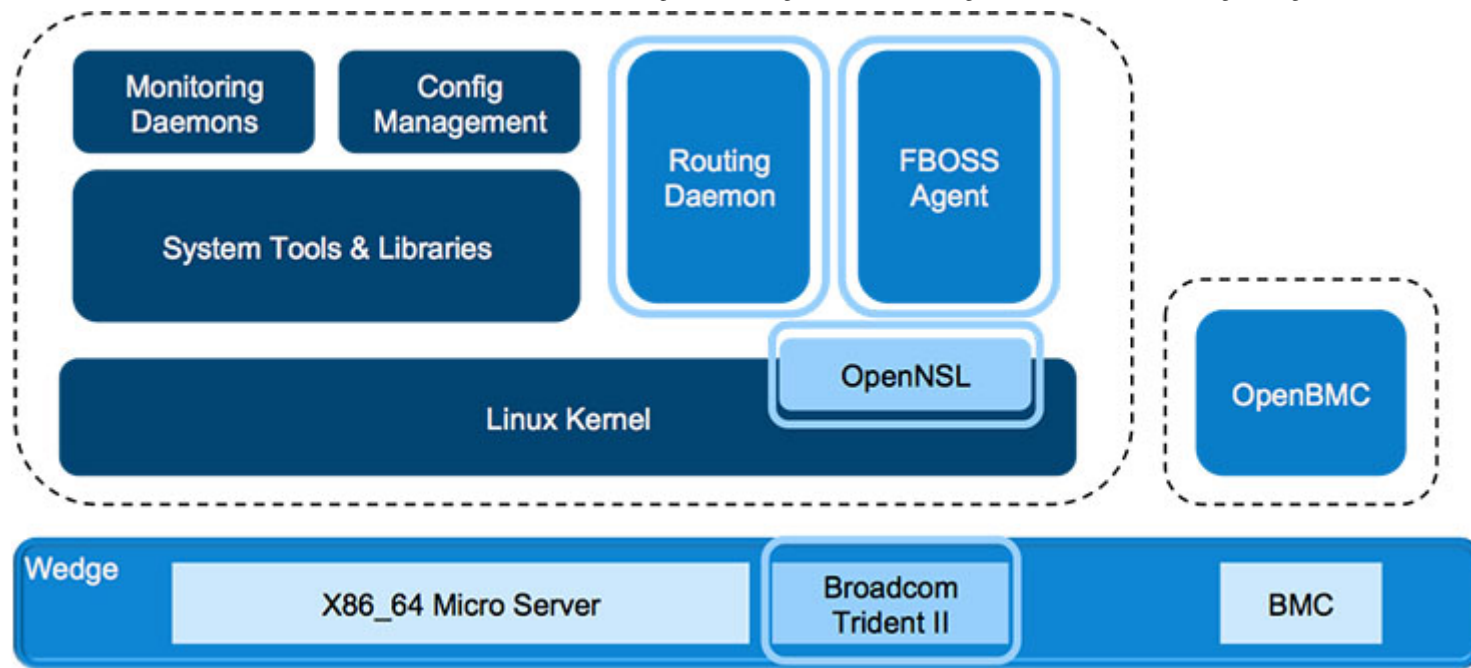 Monitoring
Daemons
Config
Management
Routing
Daemon
FBOSS
Agent
System Tools & Libraries
OpenNSL
Linux Kernel
OpenBMC
Wedge
X86_64 Micro Server
Broadcom
Trident II
BMC